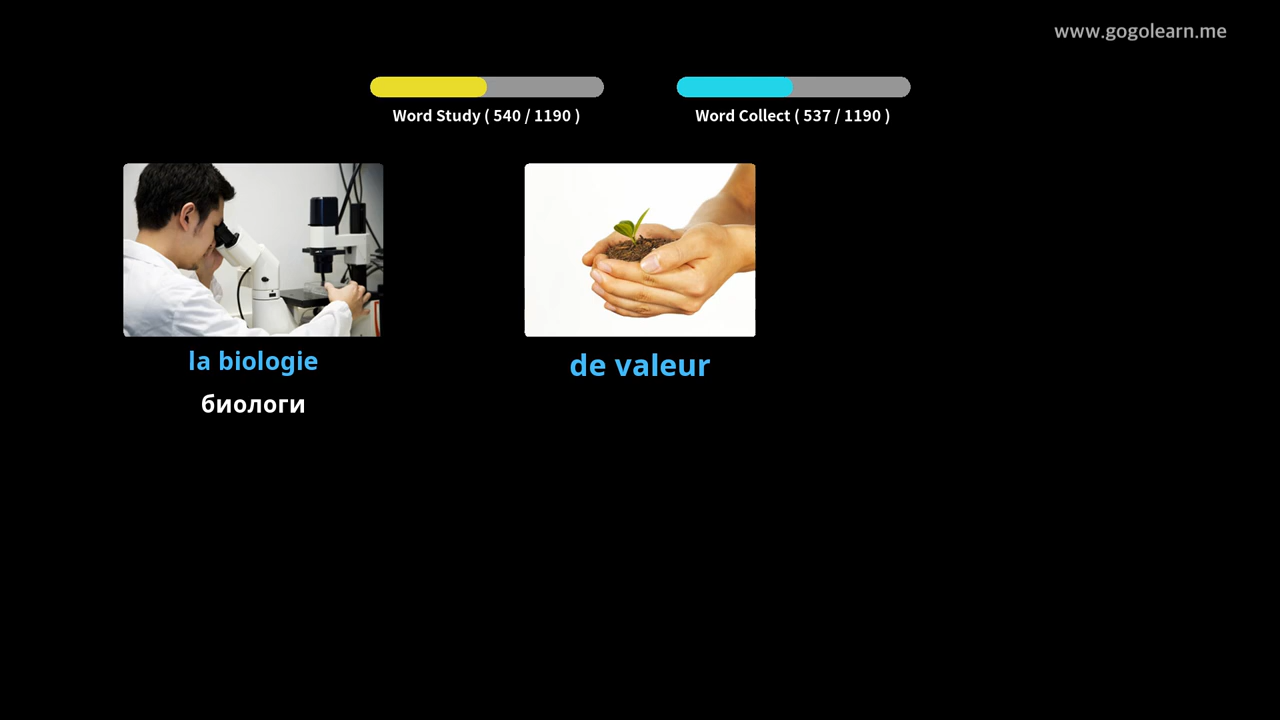 www.gogolearn.me
Word Study ( 540 / 1190 )
Word Collect ( 537 / 1190 )
la biologie
биологи
de valeur